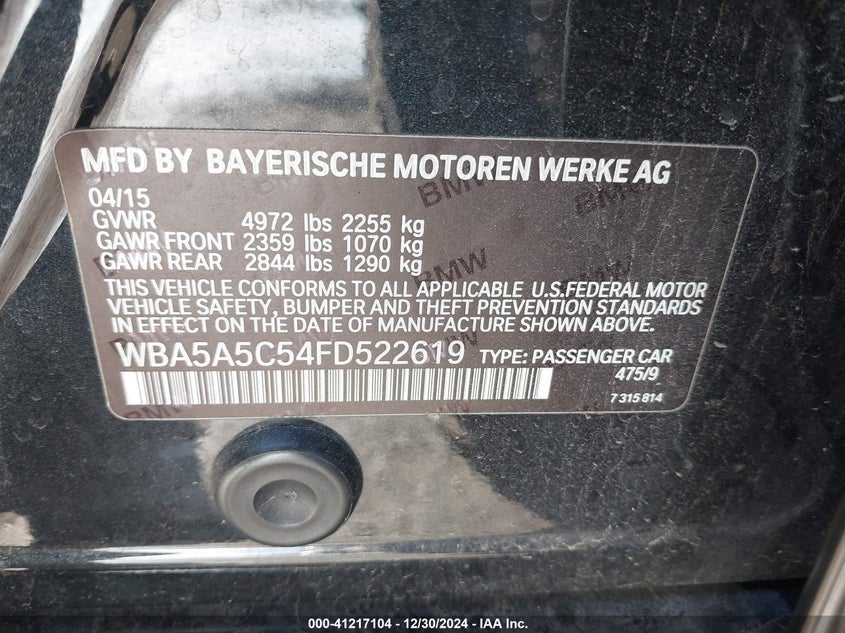 MFD BY BAYERISCHE MOTOREN WERKE AG
04/15
GVWR 4972 lbs 2255 kg
GAWR FRONT 2359 lbs 1070 kg
GAWR REAR 2844 lbs 1290 kg
THIS VEHICLE CONFORMS TO ALL APPLICABLE U.S.FEDERAL MOTOR
VEHICLE SAFETY, BUMPER AND THEFT PREVENTION STANDARDS
IN EFFECT ON THE DATE OF MANUFACTURE SHOWN ABOVE.
WBA5A5C54FD522619 TYPE: PASSENGER CAR
475/9
7 315 814
000-41217104 - 12/30/2024 - IAA Inc.